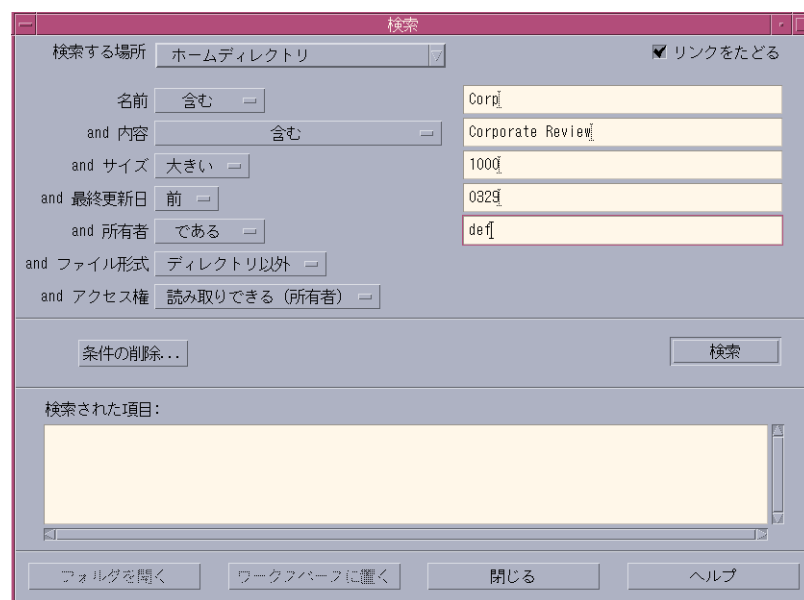 検索
検索する場所 ホームディレクトリ リンクをたどる
名前 含む Corp
and 内容 含む Corporate Review
and サイズ 大きい 1000
and 最終更新日 前 0329
and 所有者 である def
and ファイル形式 ディレクトリ以外
and アクセス権 読み取りできる (所有者)
条件の削除... 検索
検索された項目:
フォルダを開く ワークスペースに置く 閉じる ヘルプ